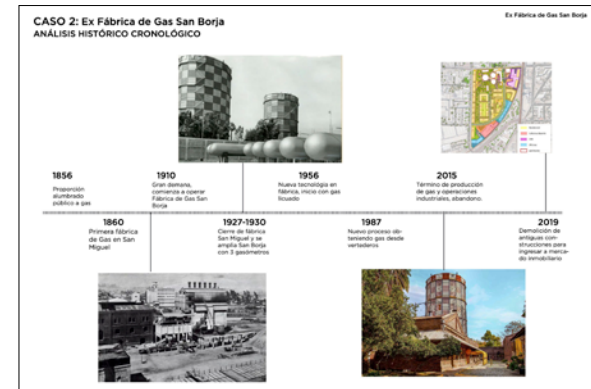 Ex Fábrica de Gas San Borja
CASO 2: Ex Fábrica de Gas San Borja
ANÁLISIS HISTÓRICO CRONOLÓGICO
1856
Proporción
alumbrado
público a gas
1910
Gran demana,
comienza a operar
Fábrica de Gas San
Borja
1956
Nueva tecnología en
fábrica, inicio con gas
licuado
2015
Término de producción
de gas y operaciones
industriales, abandono.
1860
Primera fábrica
de Gas en San
Miguel
1927-1930
Cierre de fábrica
San Miguel y se
amplia San Borja
con 3 gasómetros
1987
Nuevo proceso ob-
teniendo gas desde
vertederos
2019
Demolición de
antiguas con-
strucciones para
ingresar a merca-
do inmobiliario